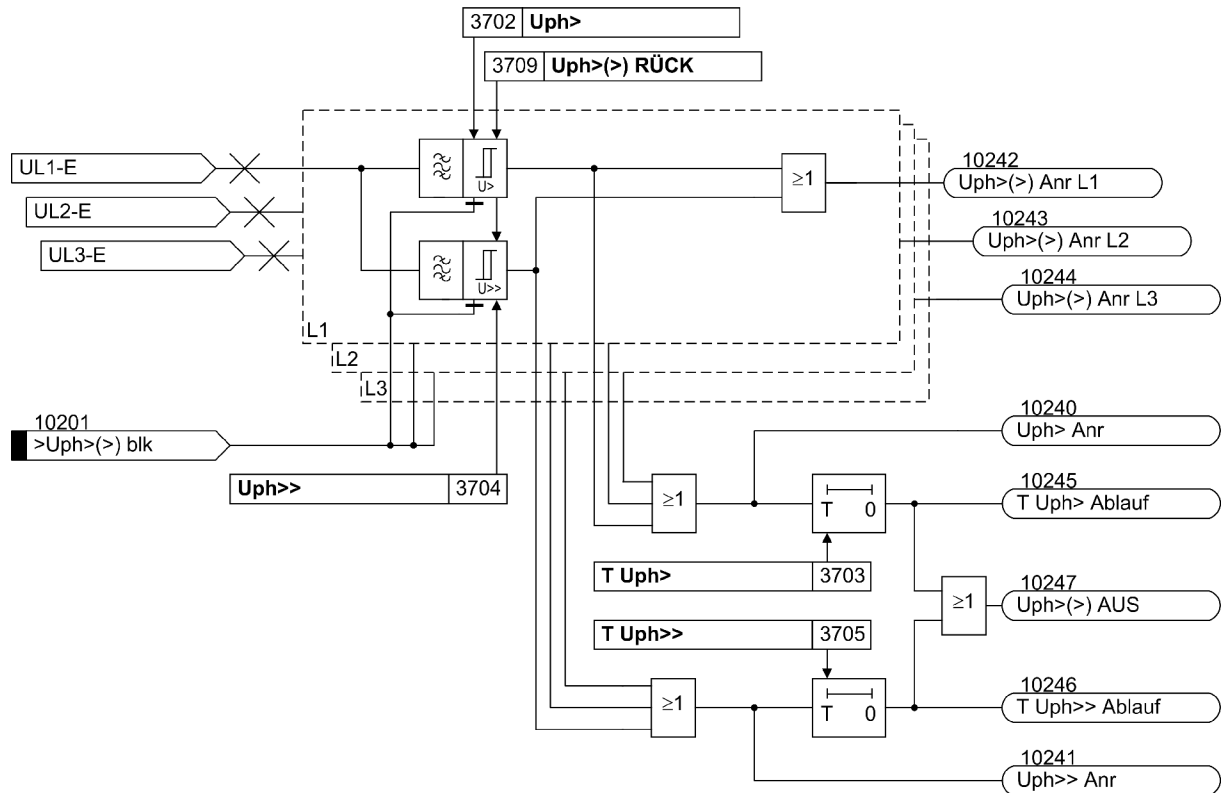 3702 Uph>
3709 Uph>(>) RÜCK
UL1-E
UL2-E
UL3-E
U>
U>>
≥1
10242
Uph>(>) Anr L1
10243
Uph>(>) Anr L2
10244
Uph>(>) Anr L3
L1
L2
L3
10201
>Uph>(>) blk
Uph>> 3704
10240
Uph> Anr
≥1
T 0
10245
T Uph> Ablauf
T Uph> 3703
≥1
10247
Uph>(>) AUS
T Uph>> 3705
≥1
T 0
10246
T Uph>> Ablauf
10241
Uph>> Anr